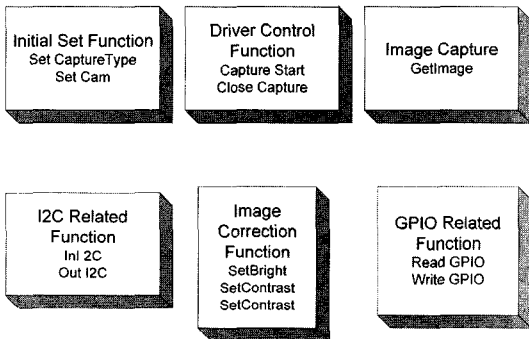 Initial Set Function
Set CaptureType
Set Cam
Driver Control
Function
Capture Start
Close Capture
Image Capture
GetImage
I2C Related
Function
InI 2C
Out I2C
Image
Correction
Function
SetBright
SetContrast
SetContrast
GPIO Related
Function
Read GPIO
Write GPIO